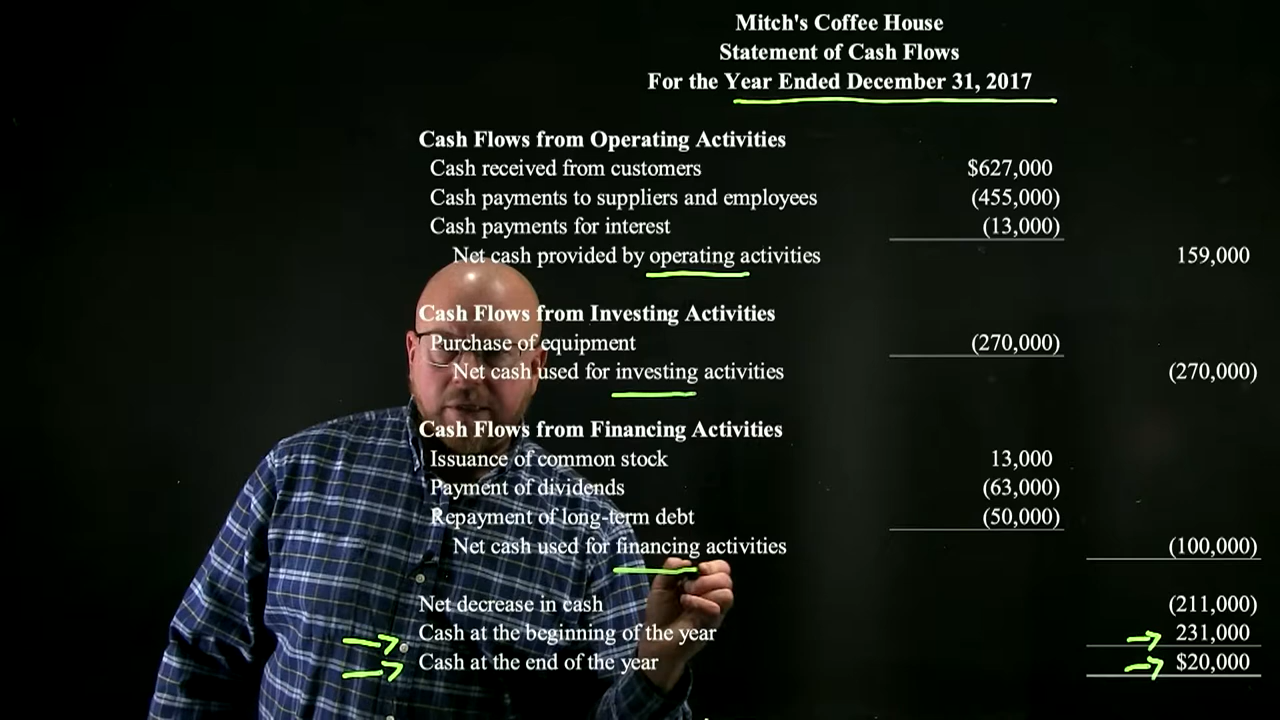 Mitch's Coffee House
Statement of Cash Flows
For the Year Ended December 31, 2017
Cash Flows from Operating Activities
Cash received from customers $627,000
Cash payments to suppliers and employees (455,000)
Cash payments for interest (13,000)
Net cash provided by operating activities 159,000
Cash Flows from Investing Activities
Purchase of equipment (270,000)
Net cash used for investing activities (270,000)
Cash Flows from Financing Activities
Issuance of common stock 13,000
Payment of dividends (63,000)
Repayment of long-term debt (50,000)
Net cash used for financing activities (100,000)
Net decrease in cash (211,000)
Cash at the beginning of the year 231,000
Cash at the end of the year $20,000